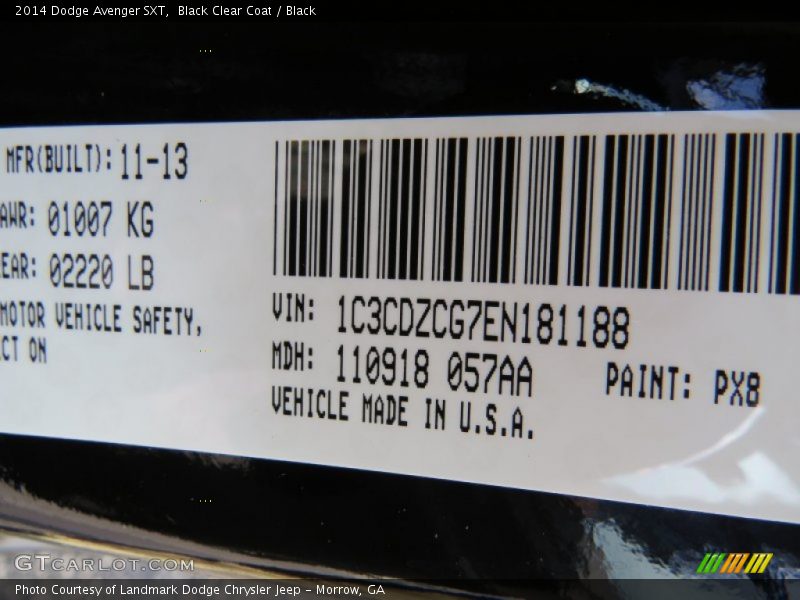 2014 Dodge Avenger SXT, Black Clear Coat / Black
MFR(BUILT): 11-13
AWR: 01007 KG
EAR: 02220 LB
MOTOR VEHICLE SAFETY,
CT ON
VIN: 1C3CDZCG7EN181188
MDH: 110918 057AA
PAINT: PX8
VEHICLE MADE IN U.S.A.
GTCARLOT.COM
Photo Courtesy of Landmark Dodge Chrysler Jeep - Morrow, GA